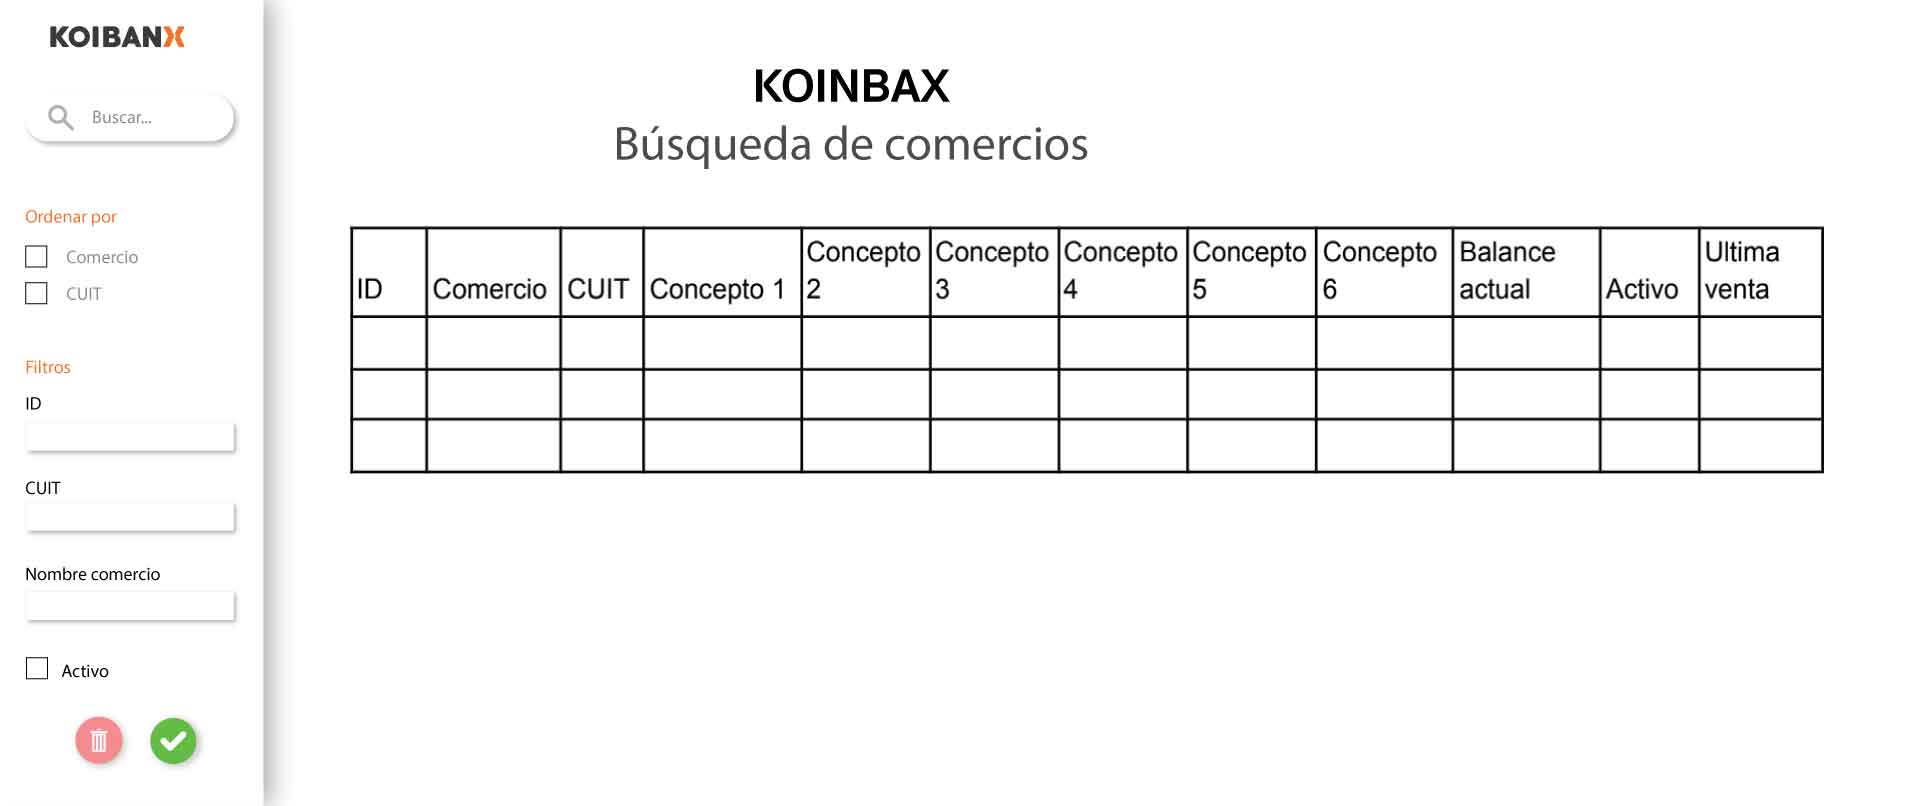 KOIBANX
Buscar...
Ordenar por
Comercio
CUIT
Filtros
ID
CUIT
Nombre comercio
Activo
KOINBAX
Búsqueda de comercios
ID
Comercio
CUIT
Concepto 1
Concepto
2
Concepto
3
Concepto
4
Concepto
5
Concepto
6
Balance
actual
Activo
Ultima
venta